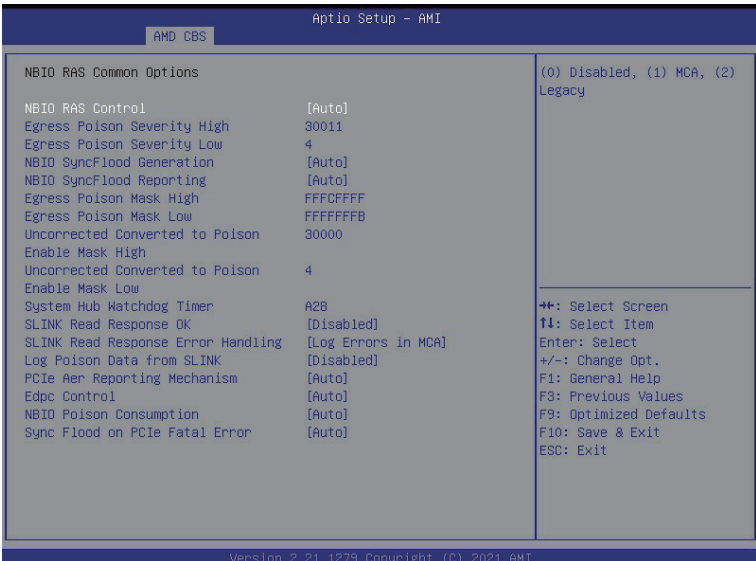 Aptio Setup – AMI
AMD CBS
NBIO RAS Common Options
(0) Disabled, (1) MCA, (2)
Legacy
NBIO RAS Control [Auto]
Egress Poison Severity High 30011
Egress Poison Severity Low 4
NBIO SyncFlood Generation [Auto]
NBIO SyncFlood Reporting [Auto]
Egress Poison Mask High FFFCFFFF
Egress Poison Mask Low FFFFFFFB
Uncorrected Converted to Poison 30000
Enable Mask High
Uncorrected Converted to Poison 4
Enable Mask Low
System Hub Watchdog Timer A28
SLINK Read Response OK [Disabled]
SLINK Read Response Error Handling [Log Errors in MCA]
Log Poison Data from SLINK [Disabled]
PCIe Aer Reporting Mechanism [Auto]
Edpc Control [Auto]
NBIO Poison Consumption [Auto]
Sync Flood on PCIe Fatal Error [Auto]
→←: Select Screen
↑↓: Select Item
Enter: Select
+/-: Change Opt.
F1: General Help
F3: Previous Values
F9: Optimized Defaults
F10: Save & Exit
ESC: Exit
Version 2.21.1279 Copyright (C) 2021 AMI